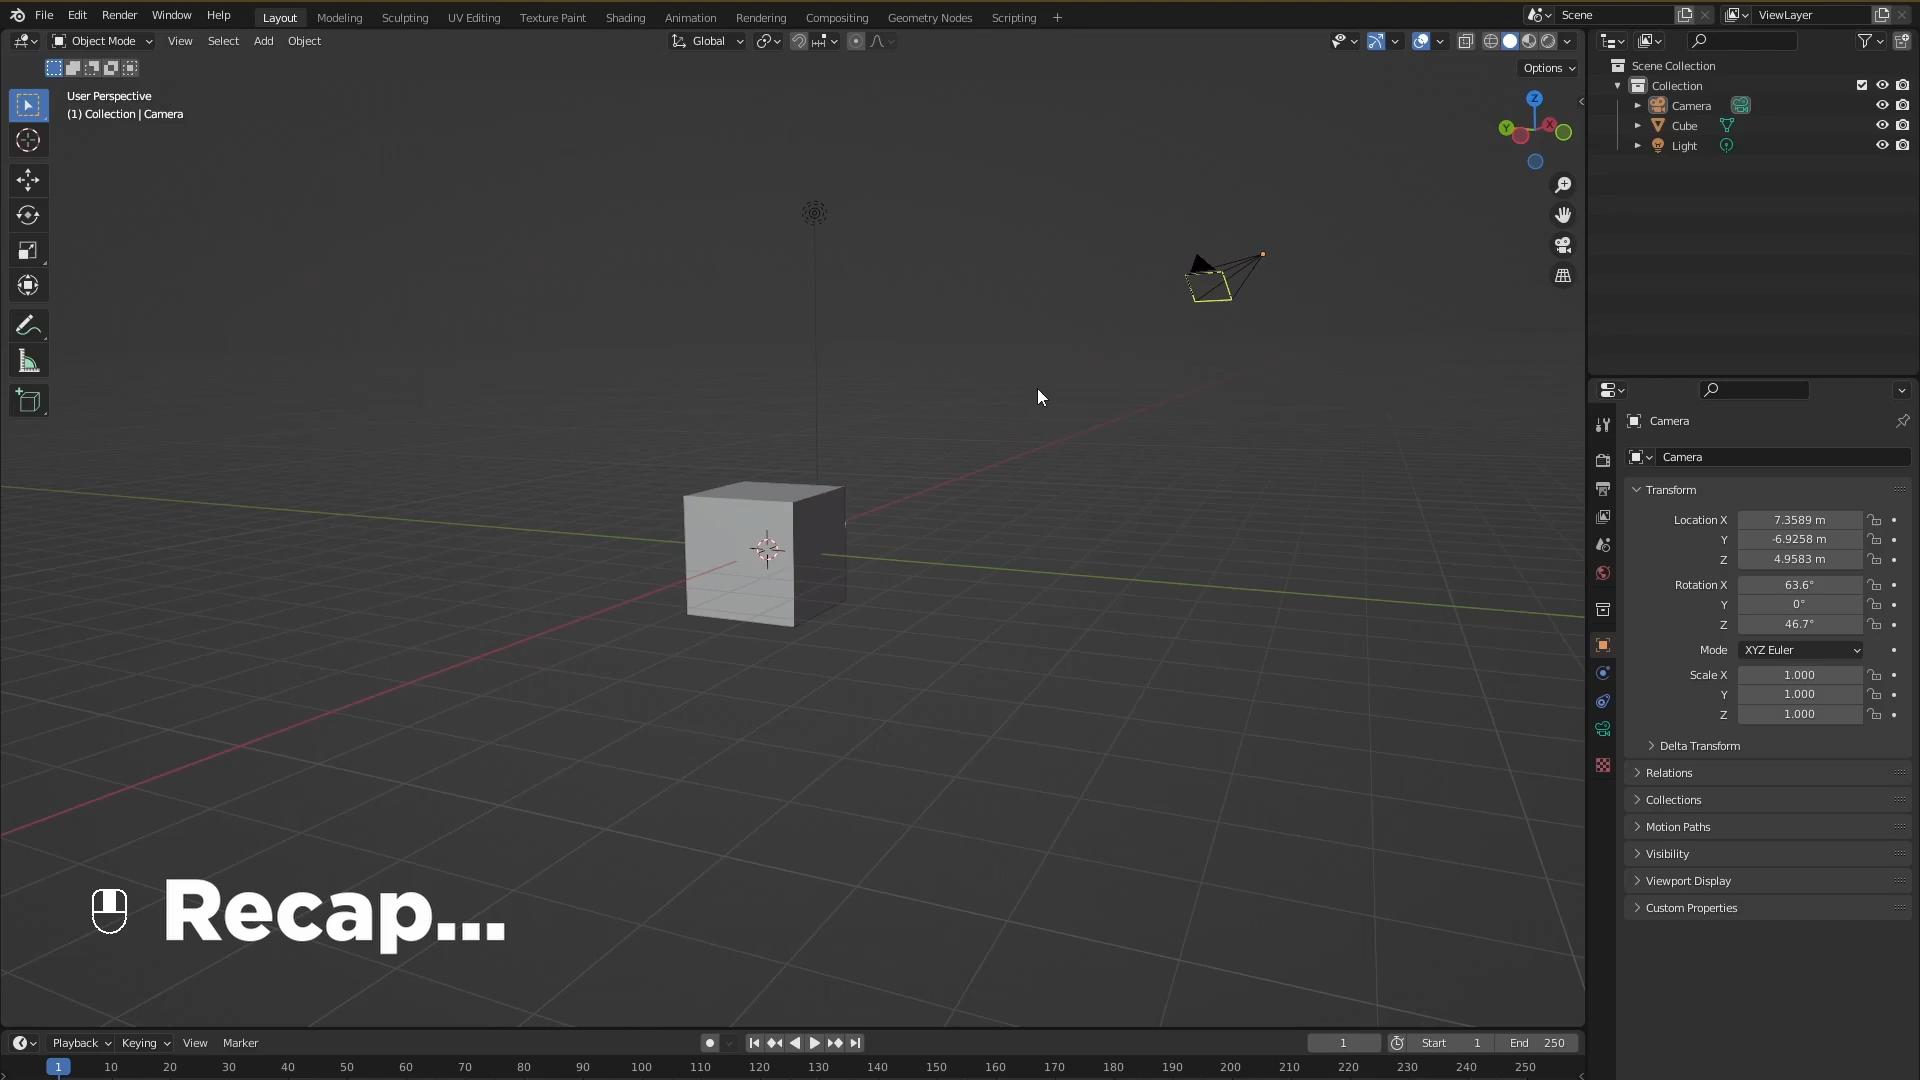 File Edit Render Window Help Layout Modeling Sculpting UV Editing Texture Paint Shading Animation Rendering Compositing Geometry Nodes Scripting + Scene ViewLayer
Object Mode View Select Add Object Global
Options
User Perspective
(1) Collection | Camera
Z
Y
X
Scene Collection
Collection
Camera
Cube
Light
Camera
Camera
Transform
Location X 7.3589 m
Y -6.9258 m
Z 4.9583 m
Rotation X 63.6°
Y 0°
Z 46.7°
Mode XYZ Euler
Scale X 1.000
Y 1.000
Z 1.000
Delta Transform
Relations
Collections
Motion Paths
Visibility
Viewport Display
Custom Properties
Recap...
Playback Keying View Marker 1 Start 1 End 250
1 10 20 30 40 50 60 70 80 90 100 110 120 130 140 150 160 170 180 190 200 210 220 230 240 250